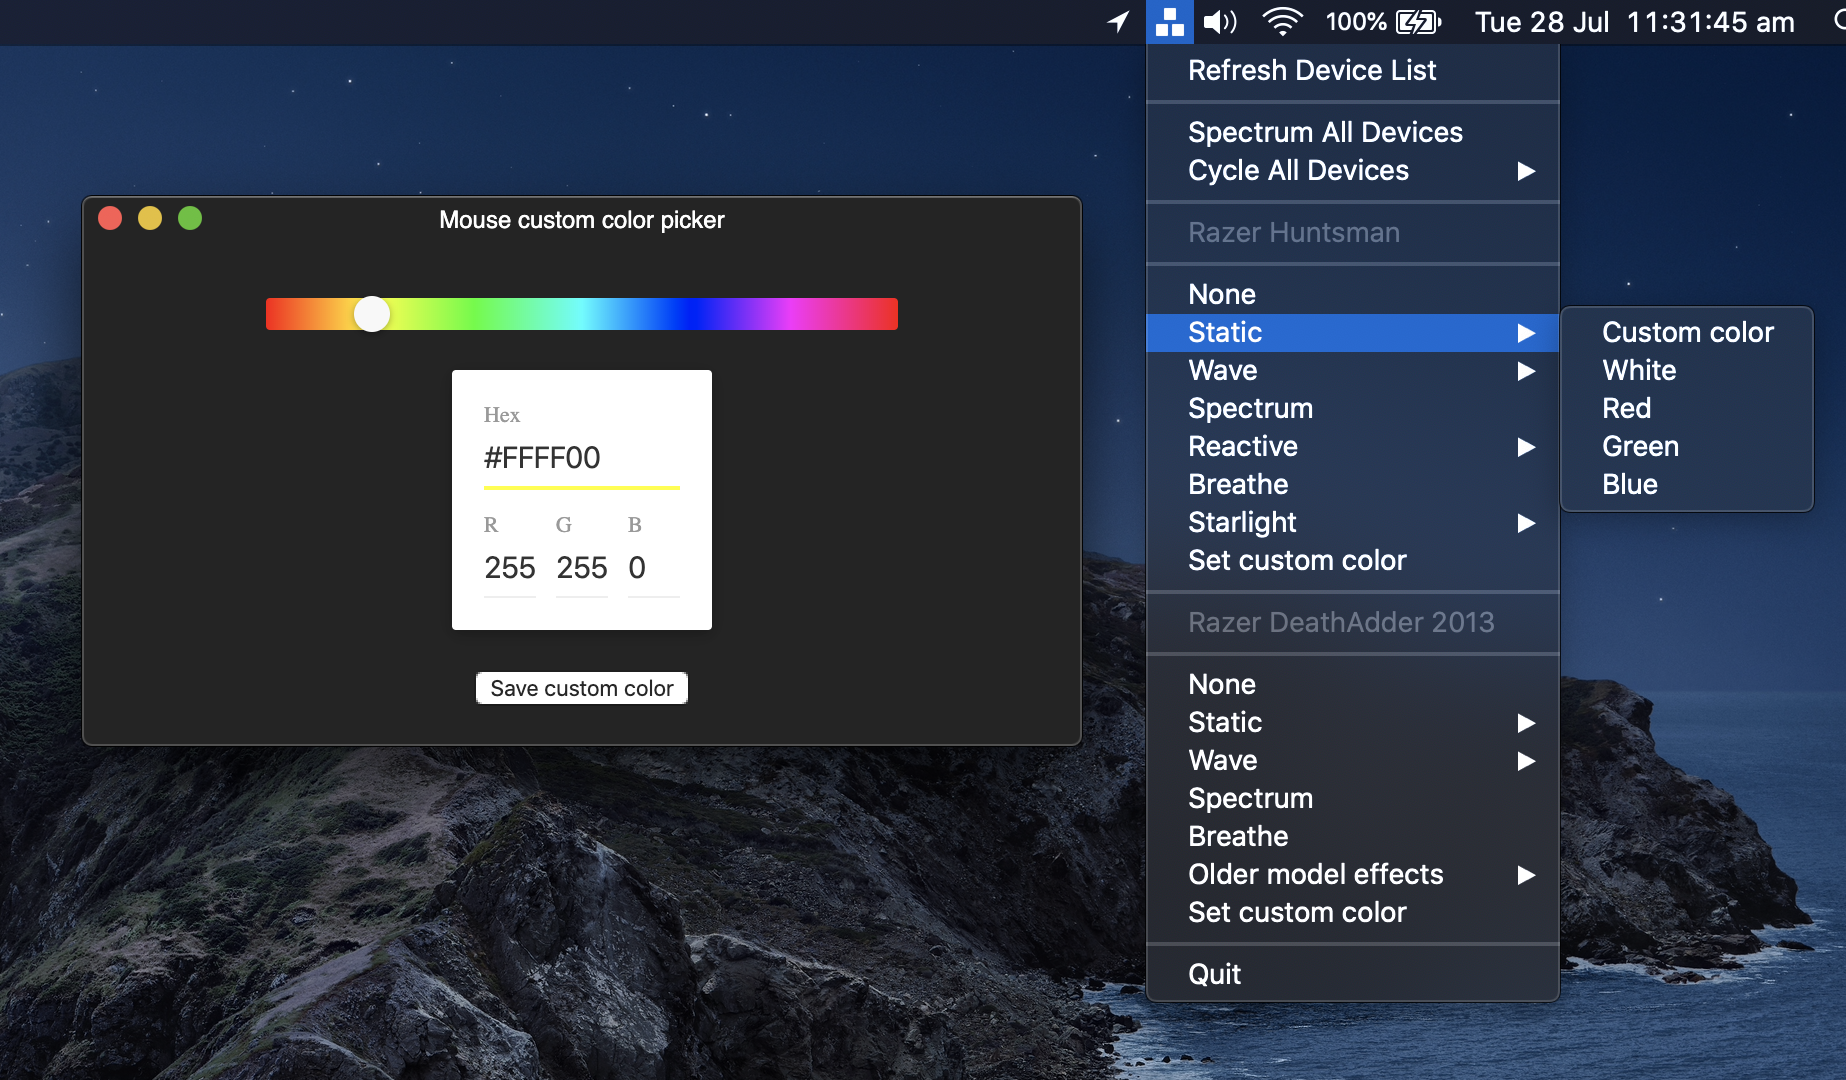 100%
Tue 28 Jul 11:31:45 am
Mouse custom color picker
Hex
#FFFF00
R G B
255 255 0
Save custom color
Refresh Device List
Spectrum All Devices
Cycle All Devices
Razer Huntsman
None
Static
Wave
Spectrum
Reactive
Breathe
Starlight
Set custom color
Custom color
White
Red
Green
Blue
Razer DeathAdder 2013
None
Static
Wave
Spectrum
Breathe
Older model effects
Set custom color
Quit